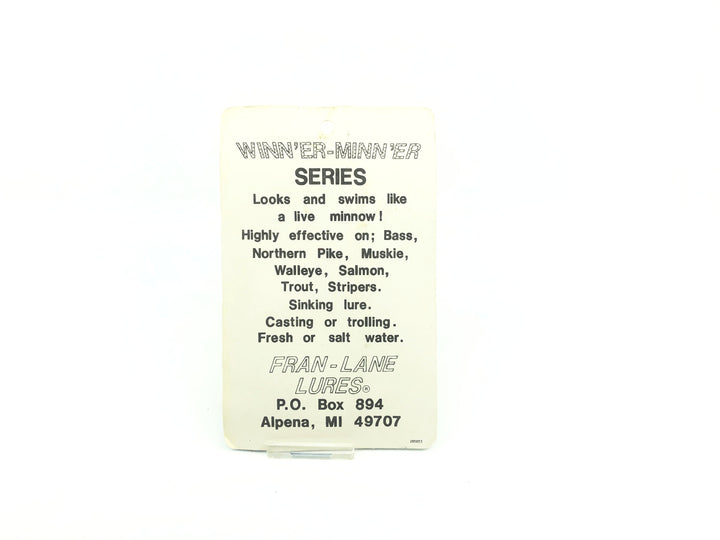 WINN'ER-MINN'ER
SERIES
Looks and swims like
a live minnow!
Highly effective on; Bass,
Northern Pike, Muskie,
Walleye, Salmon,
Trout, Stripers.
Sinking lure.
Casting or trolling.
Fresh or salt water.
FRAN-LANE
LURES®
P.O. Box 894
Alpena, MI 49707